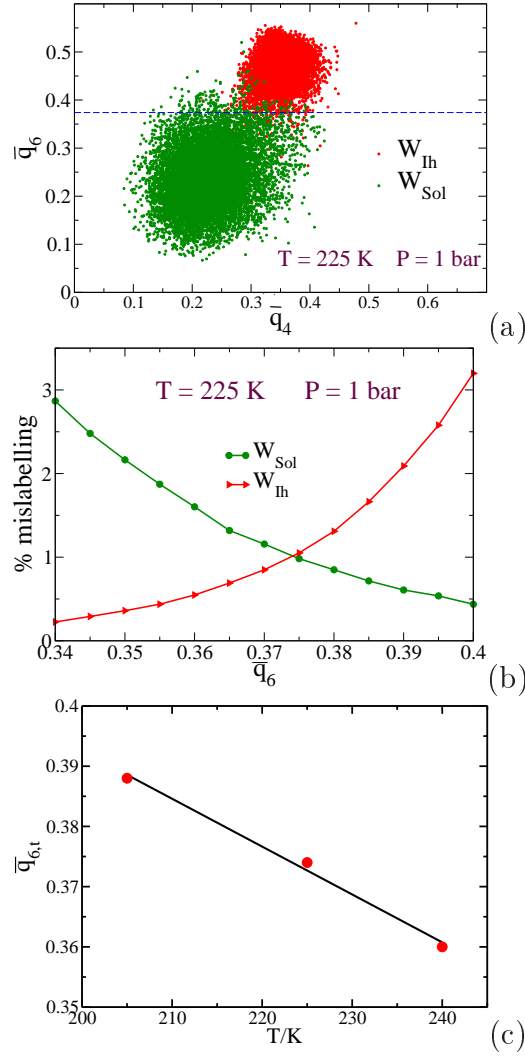 0.5
0.4
0.3
0.2
0.1
0
q̅6
W_Ih
W_Sol
T = 225 K P = 1 bar
0 0.1 0.2 0.3 0.4 0.5 0.6
q̅4
(a)
T = 225 K P = 1 bar
3
2
1
0
% mislabelling
W_Sol
W_Ih
0.34 0.35 0.36 0.37 0.38 0.39 0.4
q̅6
(b)
0.4
0.39
0.38
0.37
0.36
0.35
q̅6,t
200 210 220 230 240
T/K
(c)